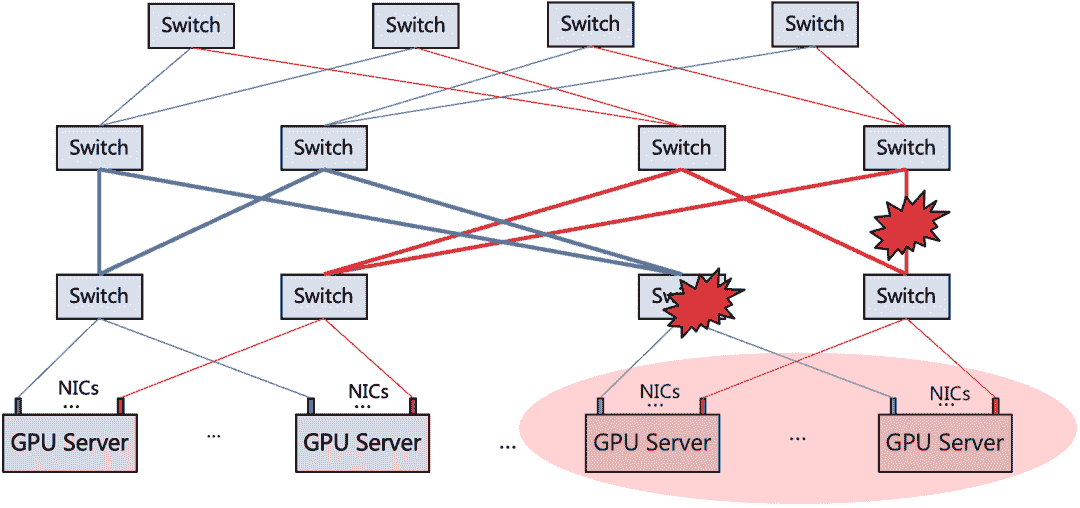 Switch Switch Switch Switch
Switch Switch Switch Switch
Switch Switch Switch
NICs NICs NICs NICs
... ... ... ...
GPU Server ... GPU Server ... GPU Server ... GPU Server